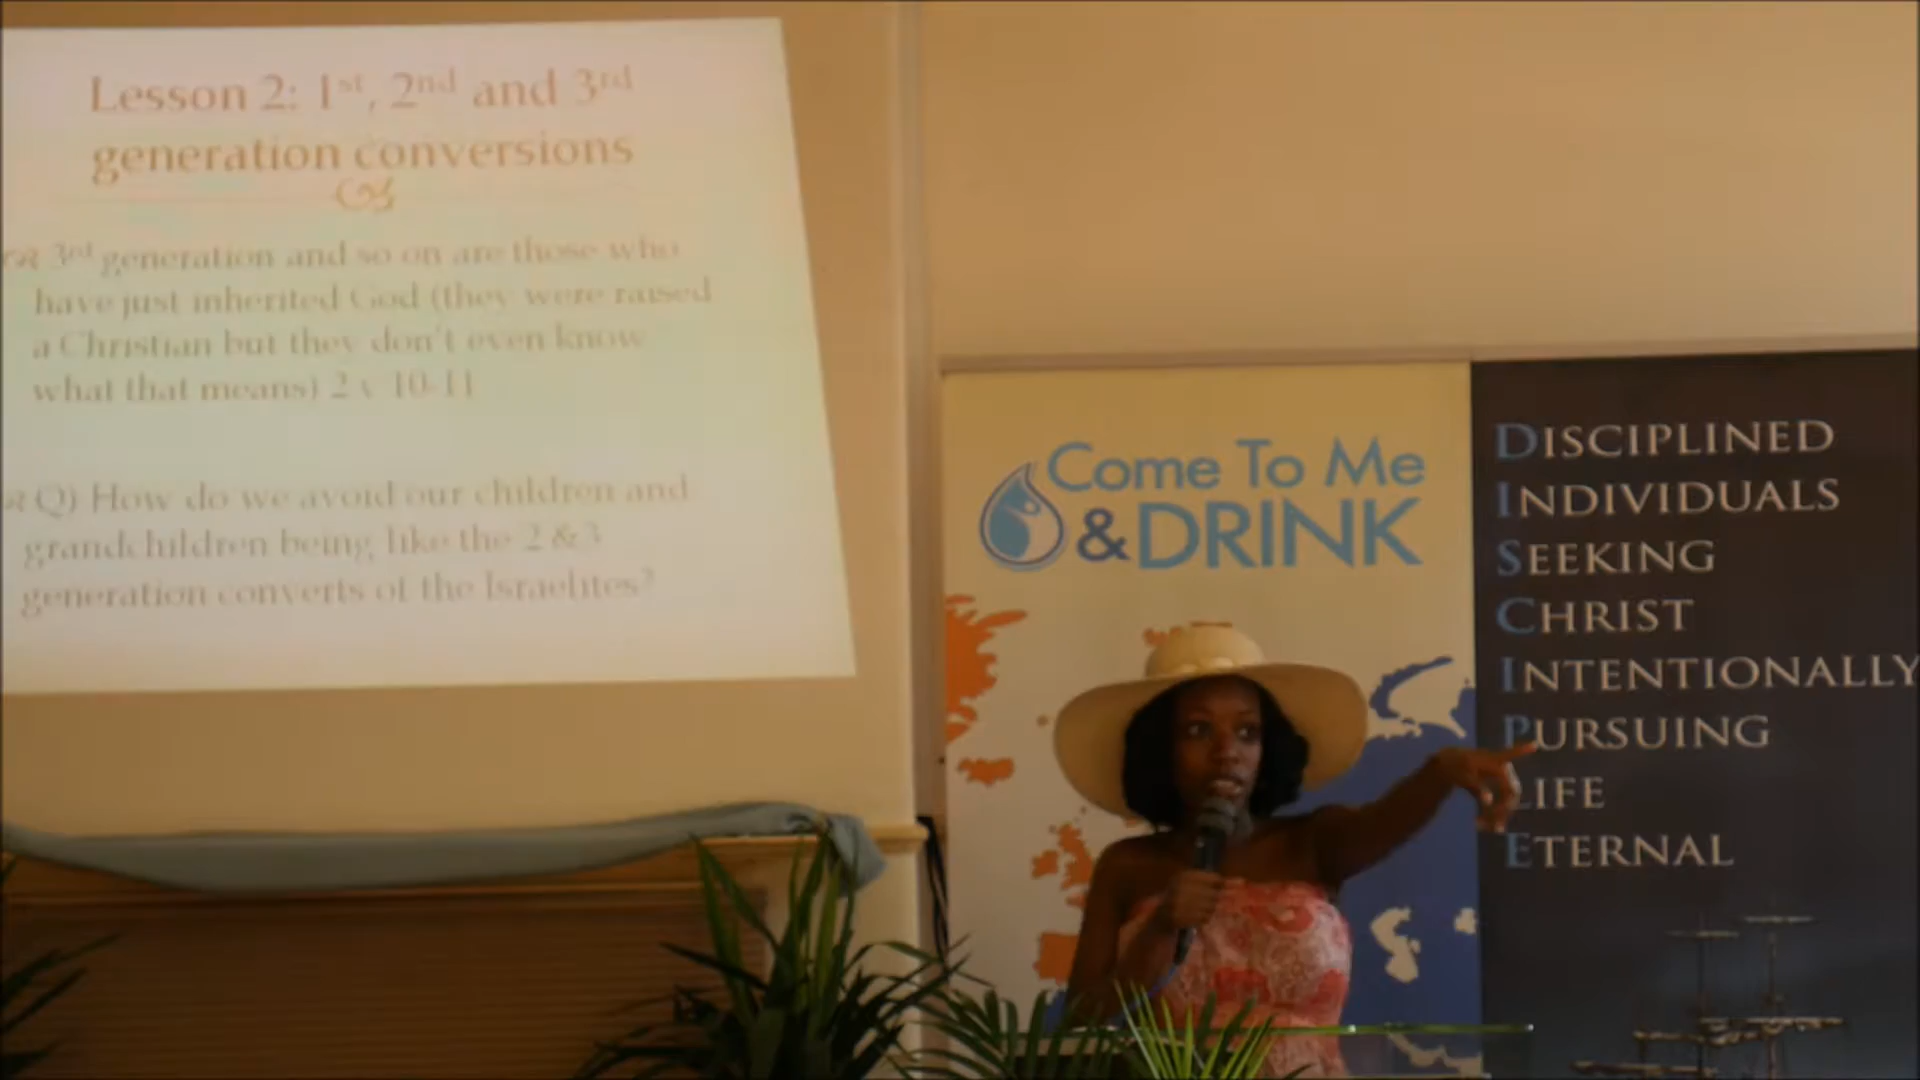 Lesson 2: 1st, 2nd and 3rd
generation conversions
3rd generation and so on are those who
have just inherited God (they were raised
a Christian but they don't even know
what that means) 2 v 10-11
Q) How do we avoid our children and
grandchildren being like the 2 & 3
generation converts of the Israelites?
Come To Me
& DRINK
DISCIPLINED
INDIVIDUALS
SEEKING
CHRIST
INTENTIONALLY
PURSUING
LIFE
ETERNAL